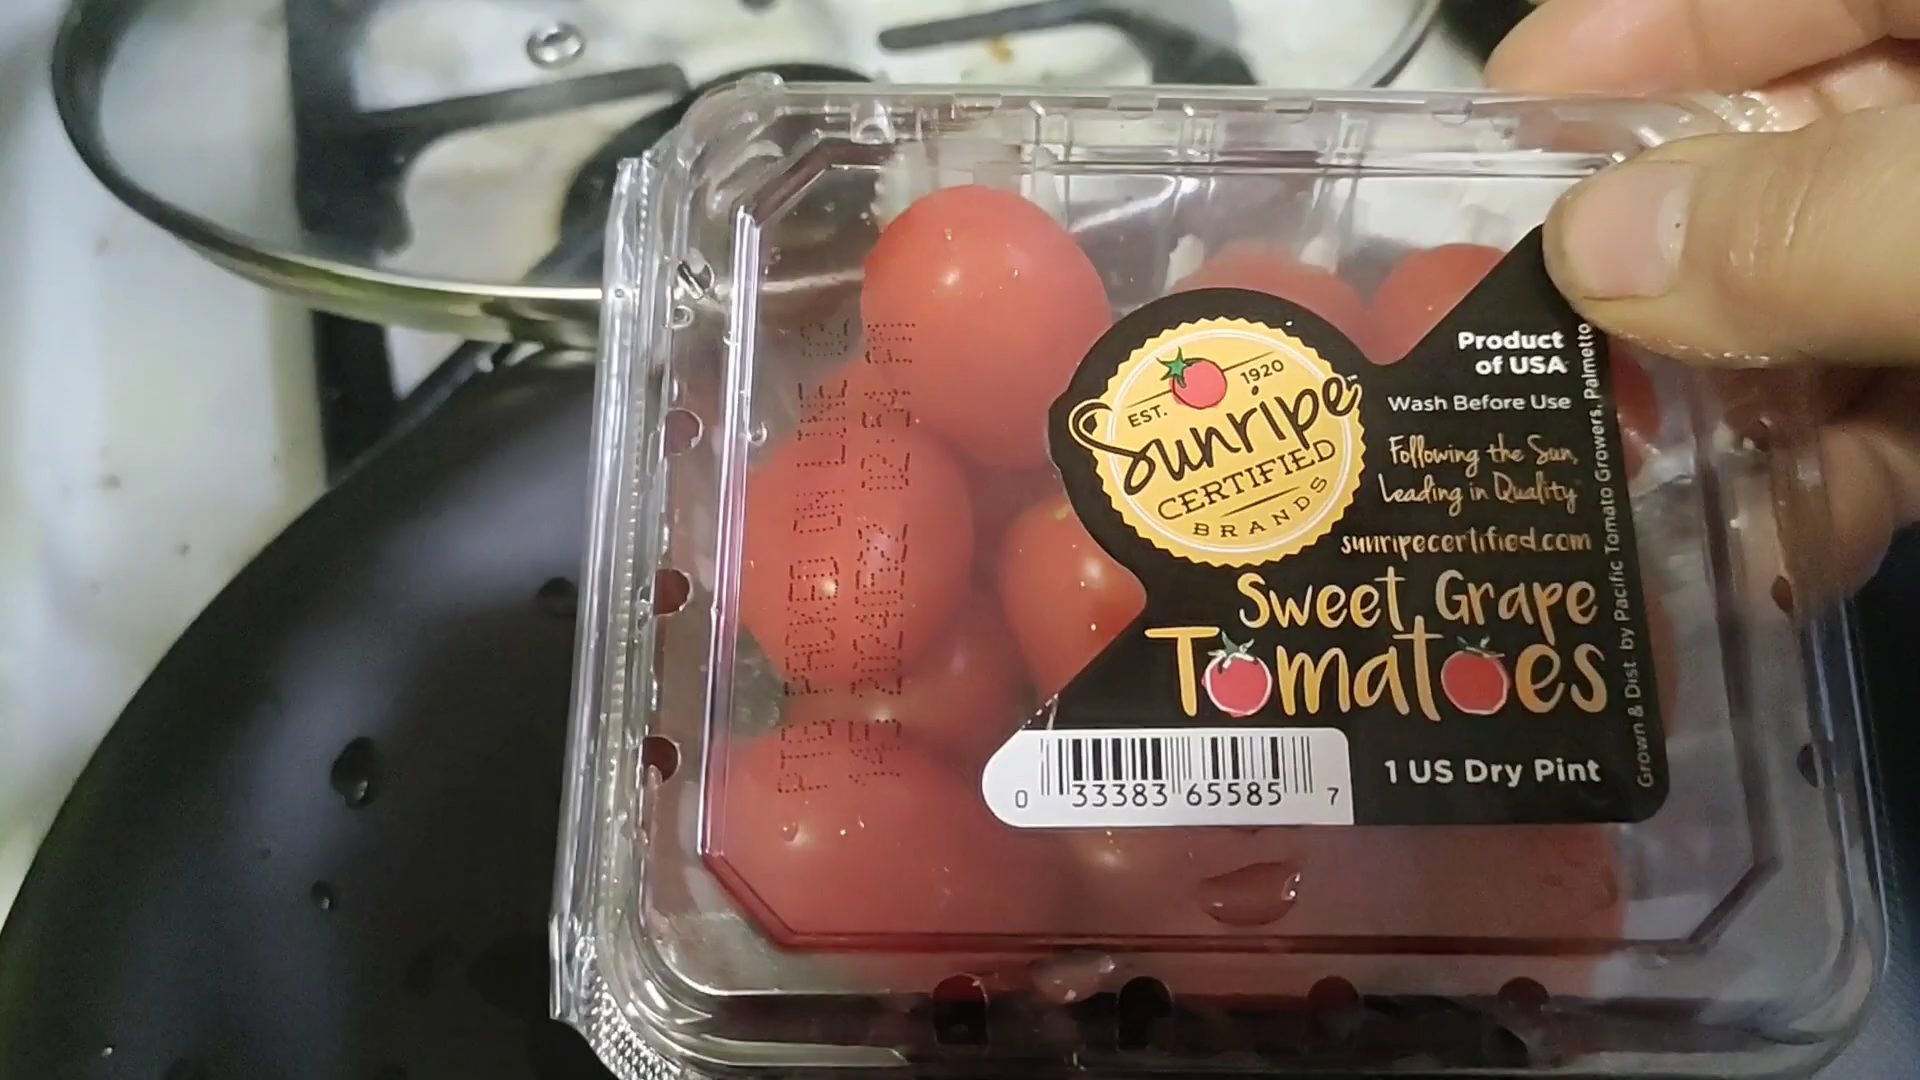 EST. 1920
Sunripe™
CERTIFIED
BRANDS
Product
of USA
Wash Before Use
Following the Sun,
Leading in Quality
sunripecertified.com
Sweet Grape
Tomatoes
1 US Dry Pint
0 33383 65585 7
Grown & Dist by Pacific Tomato Growers, Palmetto